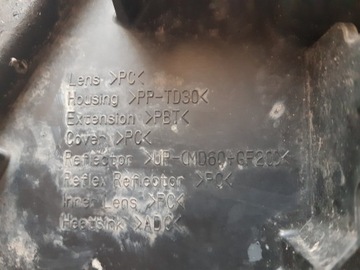 Lens >PC<
Housing >PP-TD30<
Extension >PBT<
Cover >PC<
Reflector >UP-(MD60+GF20)<
Reflex Reflector >PC<
Inner Lens >PC<
Heatsink >ADC<